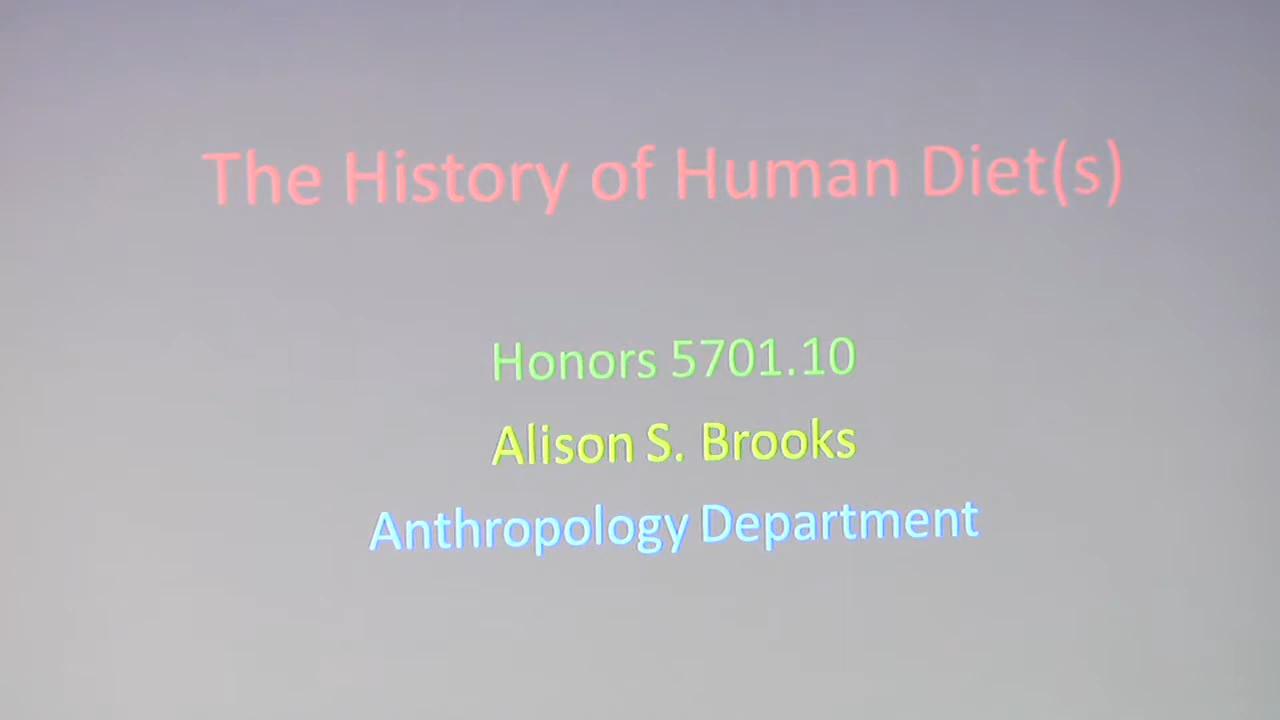 The History of Human Diet(s)
Honors 5701.10
Alison S. Brooks
Anthropology Department